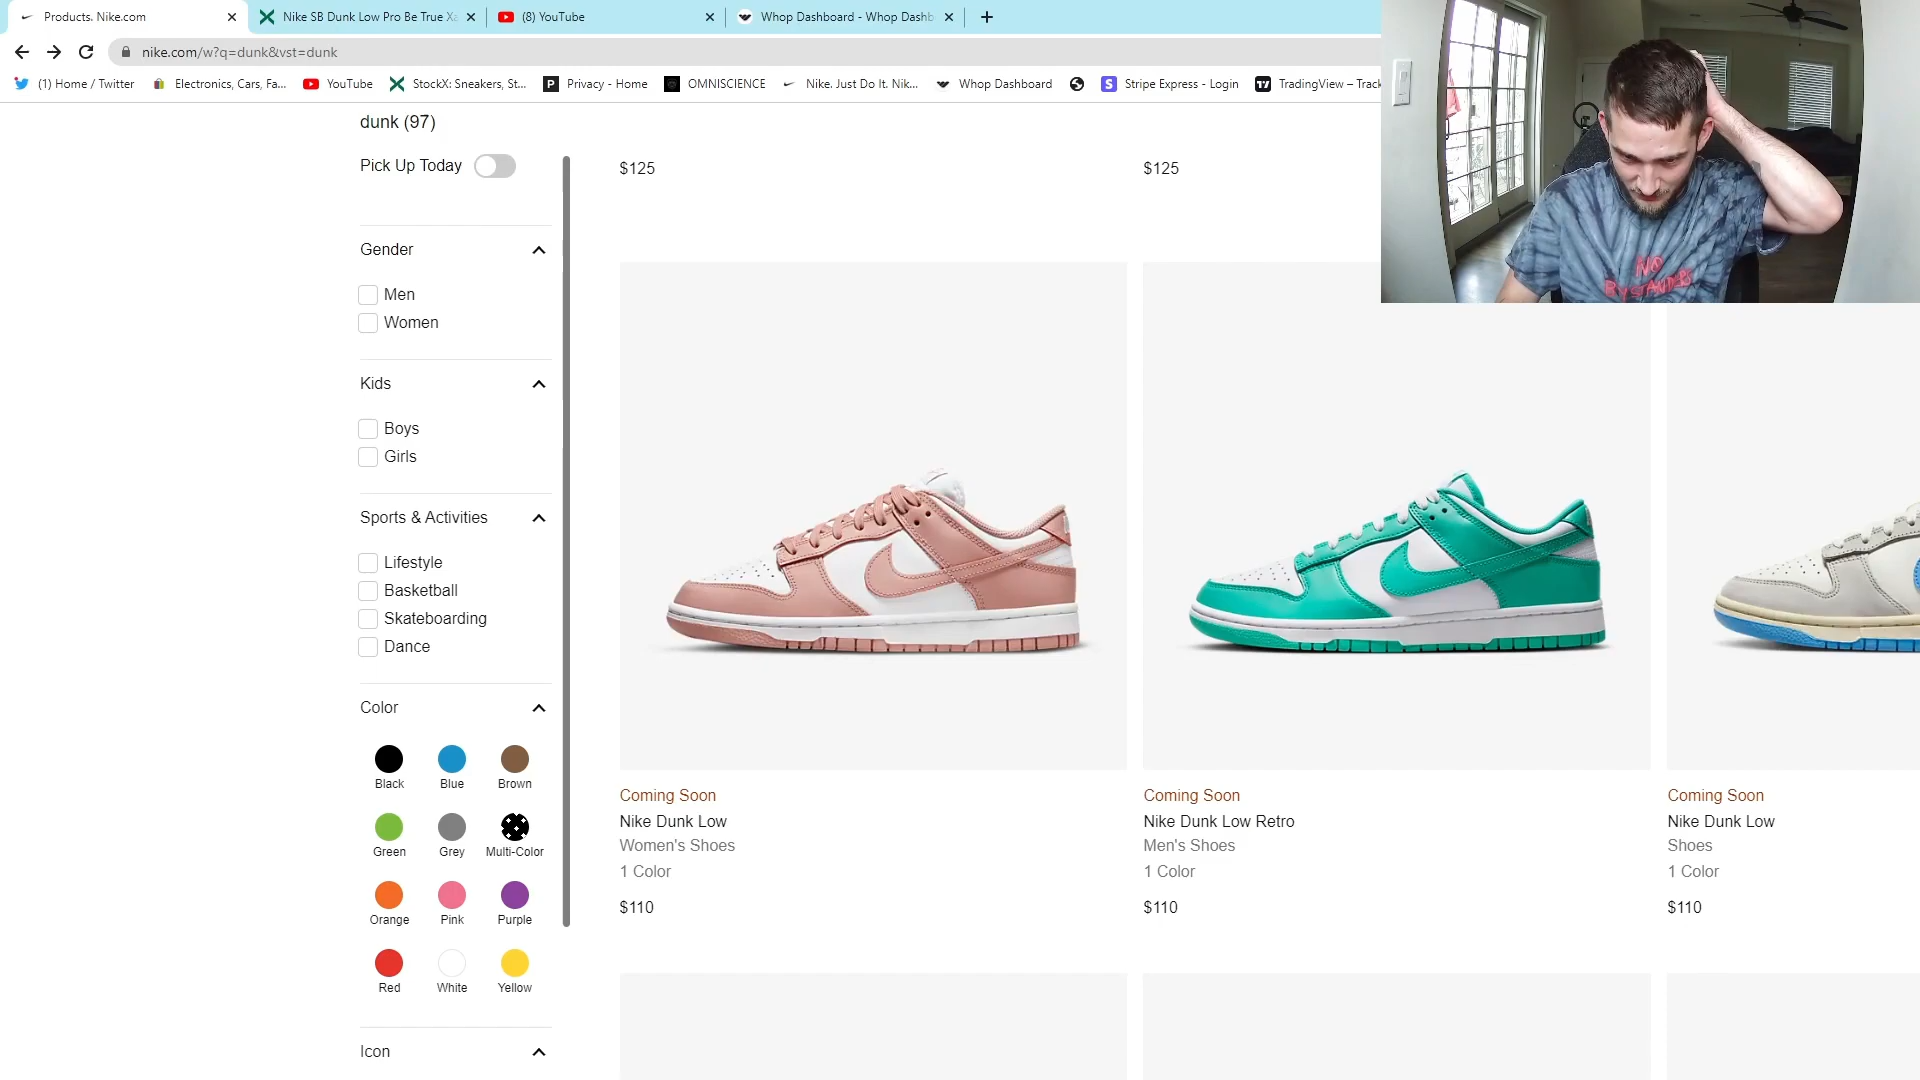 Products. Nike.com
Nike SB Dunk Low Pro Be True Xa
(8) YouTube
Whop Dashboard - Whop Dashb
nike.com/w?q=dunk&vst=dunk
(1) Home / Twitter
Electronics, Cars, Fa...
YouTube
StockX: Sneakers, St...
Privacy - Home
OMNISCIENCE
Nike. Just Do It. Nik...
Whop Dashboard
Stripe Express - Login
TradingView – Track
dunk (97)
Pick Up Today
Gender
Men
Women
Kids
Boys
Girls
Sports & Activities
Lifestyle
Basketball
Skateboarding
Dance
Color
Black
Blue
Brown
Green
Grey
Multi-Color
Orange
Pink
Purple
Red
White
Yellow
Icon
$125
$125
Coming Soon
Nike Dunk Low
Women's Shoes
1 Color
$110
Coming Soon
Nike Dunk Low Retro
Men's Shoes
1 Color
$110
Coming Soon
Nike Dunk Low
Shoes
1 Color
$110
NO
BYSTANDERS